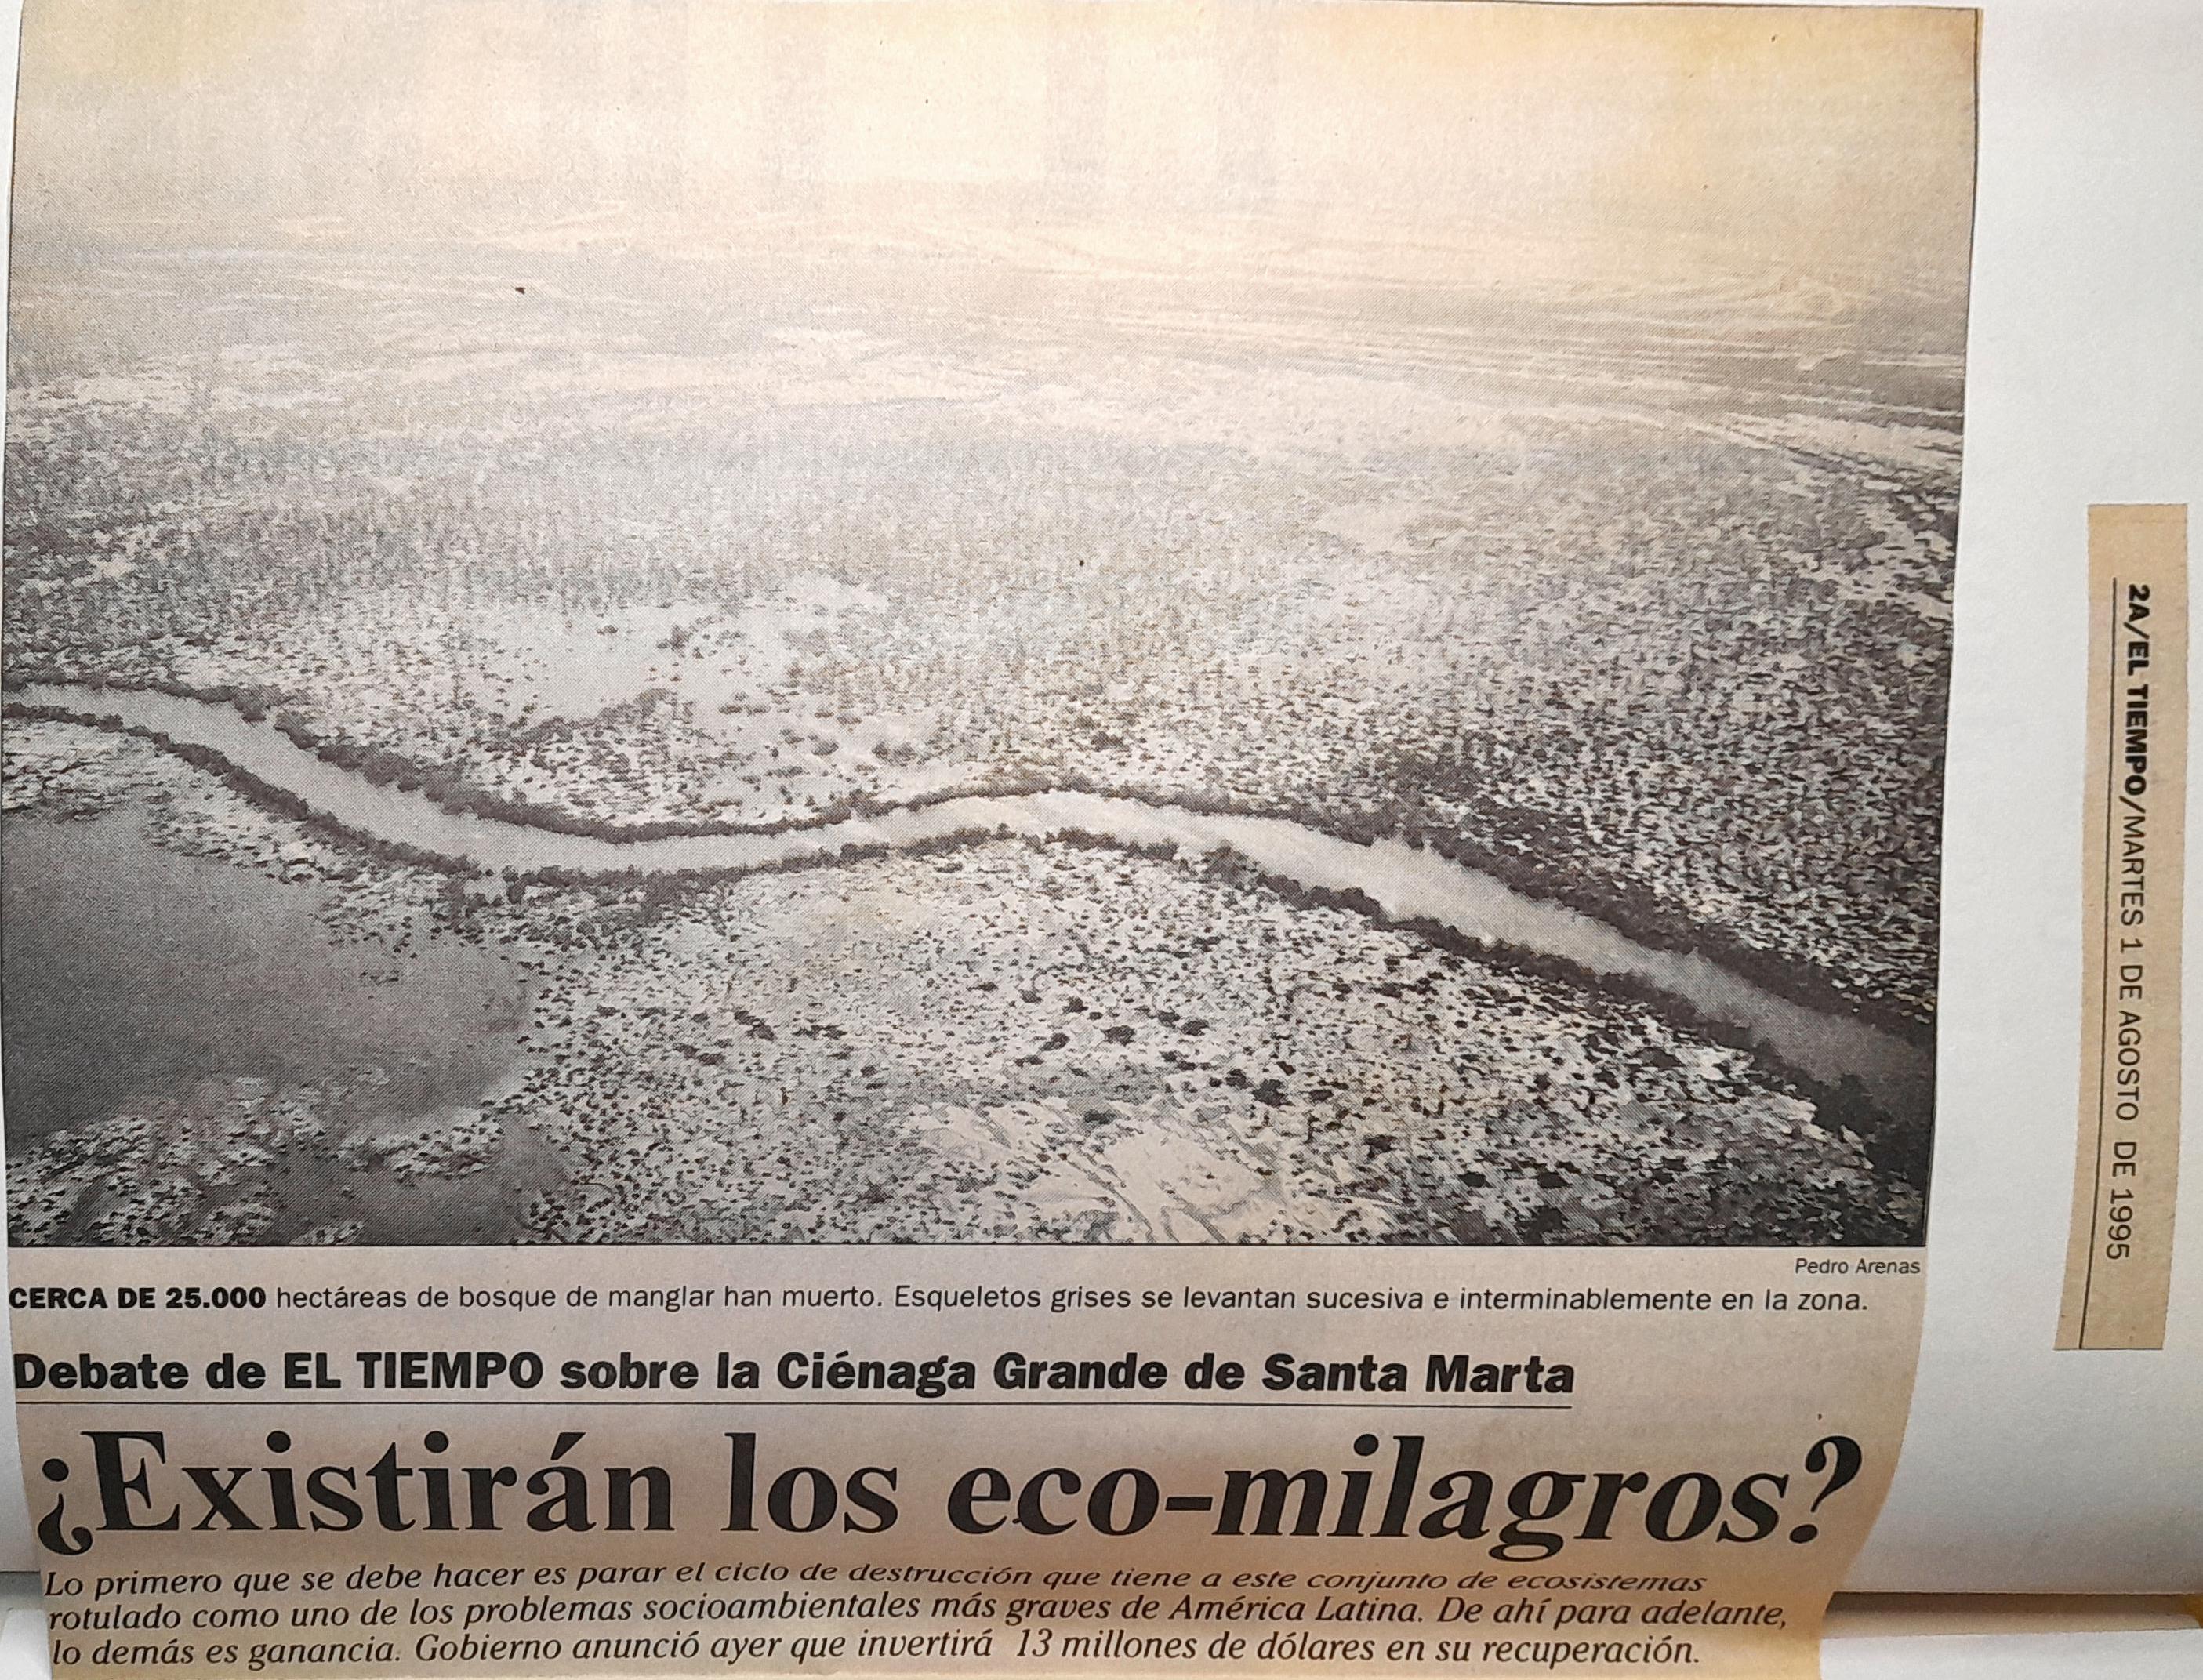 Pedro Arenas
CERCA DE 25.000 hectáreas de bosque de manglar han muerto. Esqueletos grises se levantan sucesiva e interminablemente en la zona.
Debate de EL TIEMPO sobre la Ciénaga Grande de Santa Marta
¿Existirán los eco-milagros?
Lo primero que se debe hacer es parar el ciclo de destrucción que tiene a este conjunto de ecosistemas
rotulado como uno de los problemas socioambientales más graves de América Latina. De ahí para adelante,
lo demás es ganancia. Gobierno anunció ayer que invertirá 13 millones de dólares en su recuperación.
2A/EL TIEMPO/MARTES 1 DE AGOSTO DE 1995